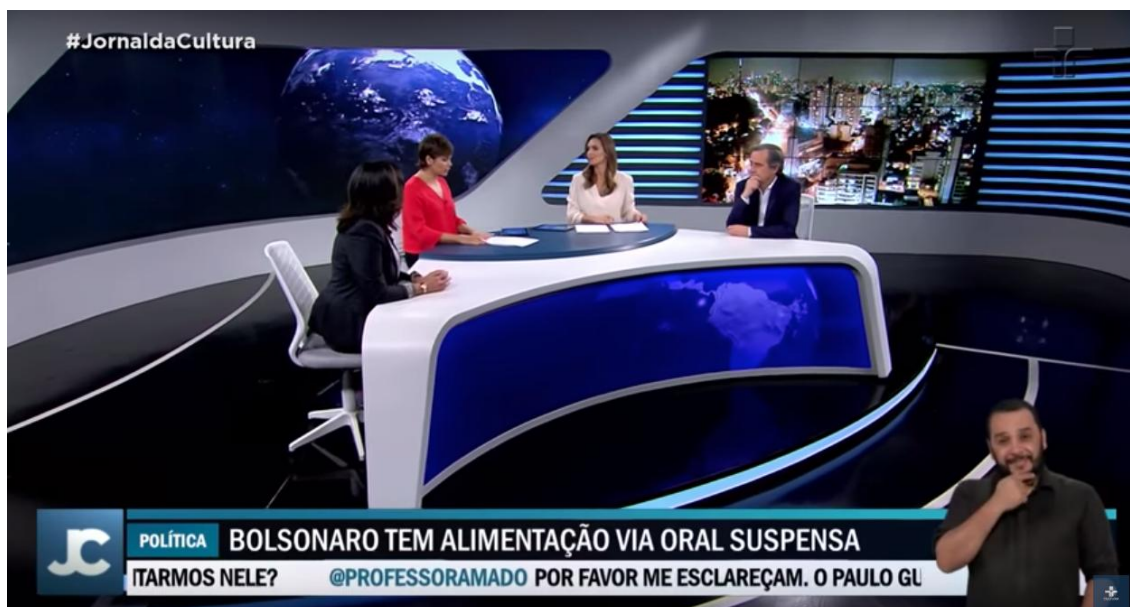 #JornaldaCultura
JC
POLÍTICA BOLSONARO TEM ALIMENTAÇÃO VIA ORAL SUSPENSA
ITARMOS NELE? @PROFESSORAMADO POR FAVOR ME ESCLAREÇAM. O PAULO GU